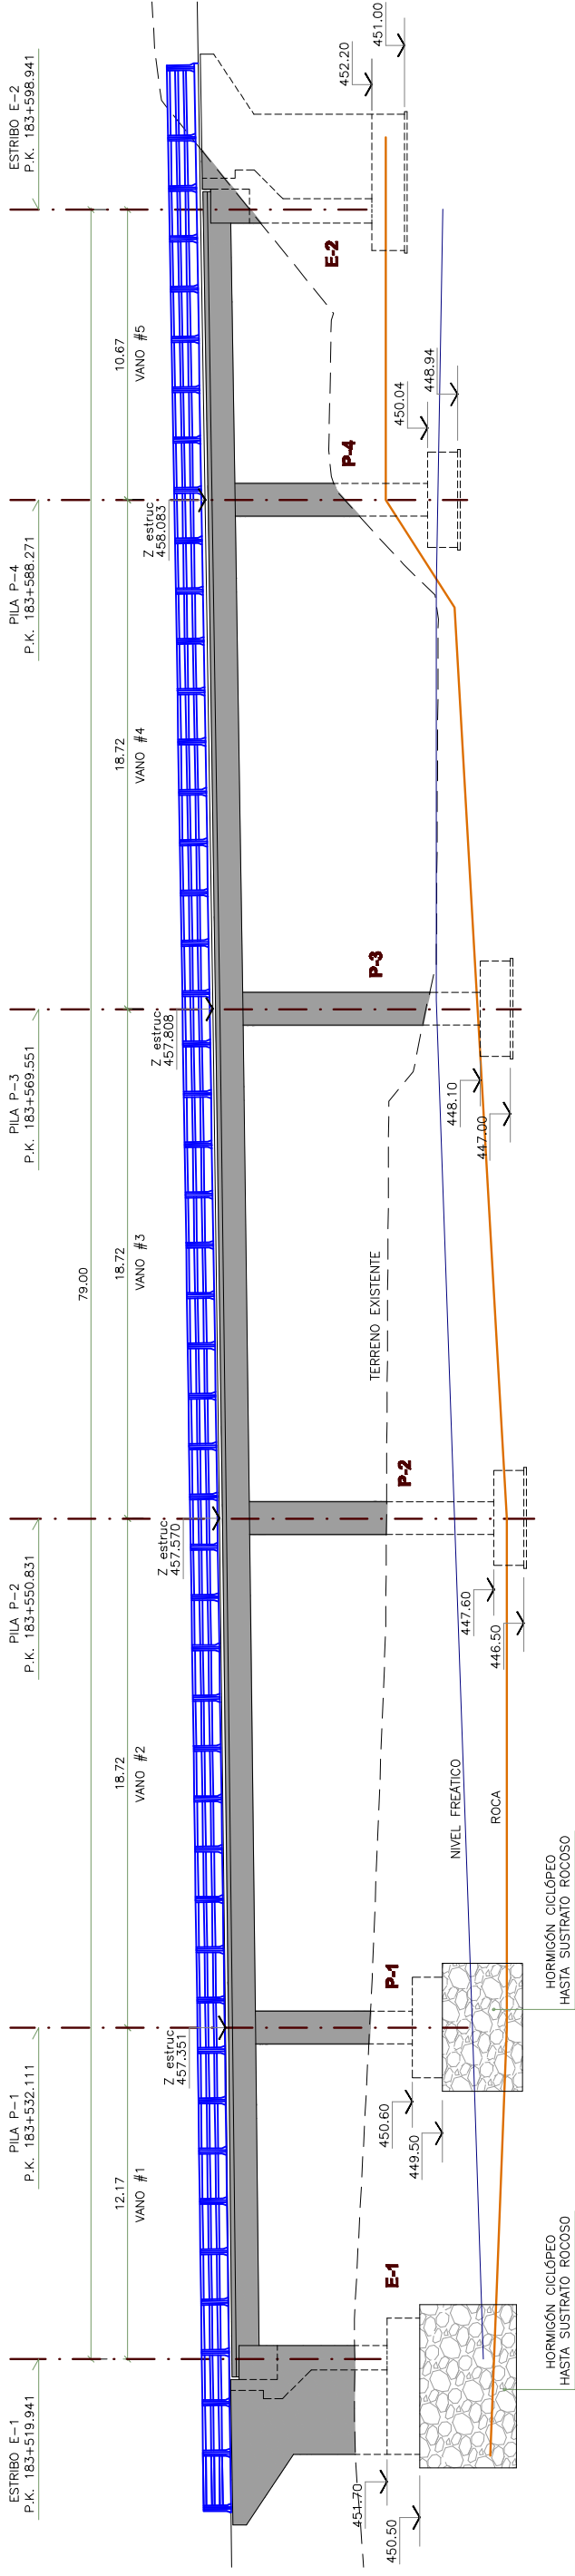 ESTRIBO E-1
P.K. 183+519.941
PILA P-1
P.K. 183+532.111
PILA P-2
P.K. 183+550.831
PILA P-3
P.K. 183+569.551
PILA P-4
P.K. 183+588.271
ESTRIBO E-2
P.K. 183+598.941
79.00
12.17
VANO #1
18.72
VANO #2
18.72
VANO #3
18.72
VANO #4
10.67
VANO #5
Z estruc
457.351
Z estruc
457.570
Z estruc
457.808
Z estruc
458.083
E-1
P-1
P-2
P-3
P-4
E-2
TERRENO EXISTENTE
NIVEL FREÁTICO
ROCA
451.70
450.50
450.60
449.50
447.60
446.50
448.10
447.00
450.04
448.94
452.20
451.00
HORMIGÓN CICLÓPEO
HASTA SUSTRATO ROCOSO
HORMIGÓN CICLÓPEO
HASTA SUSTRATO ROCOSO